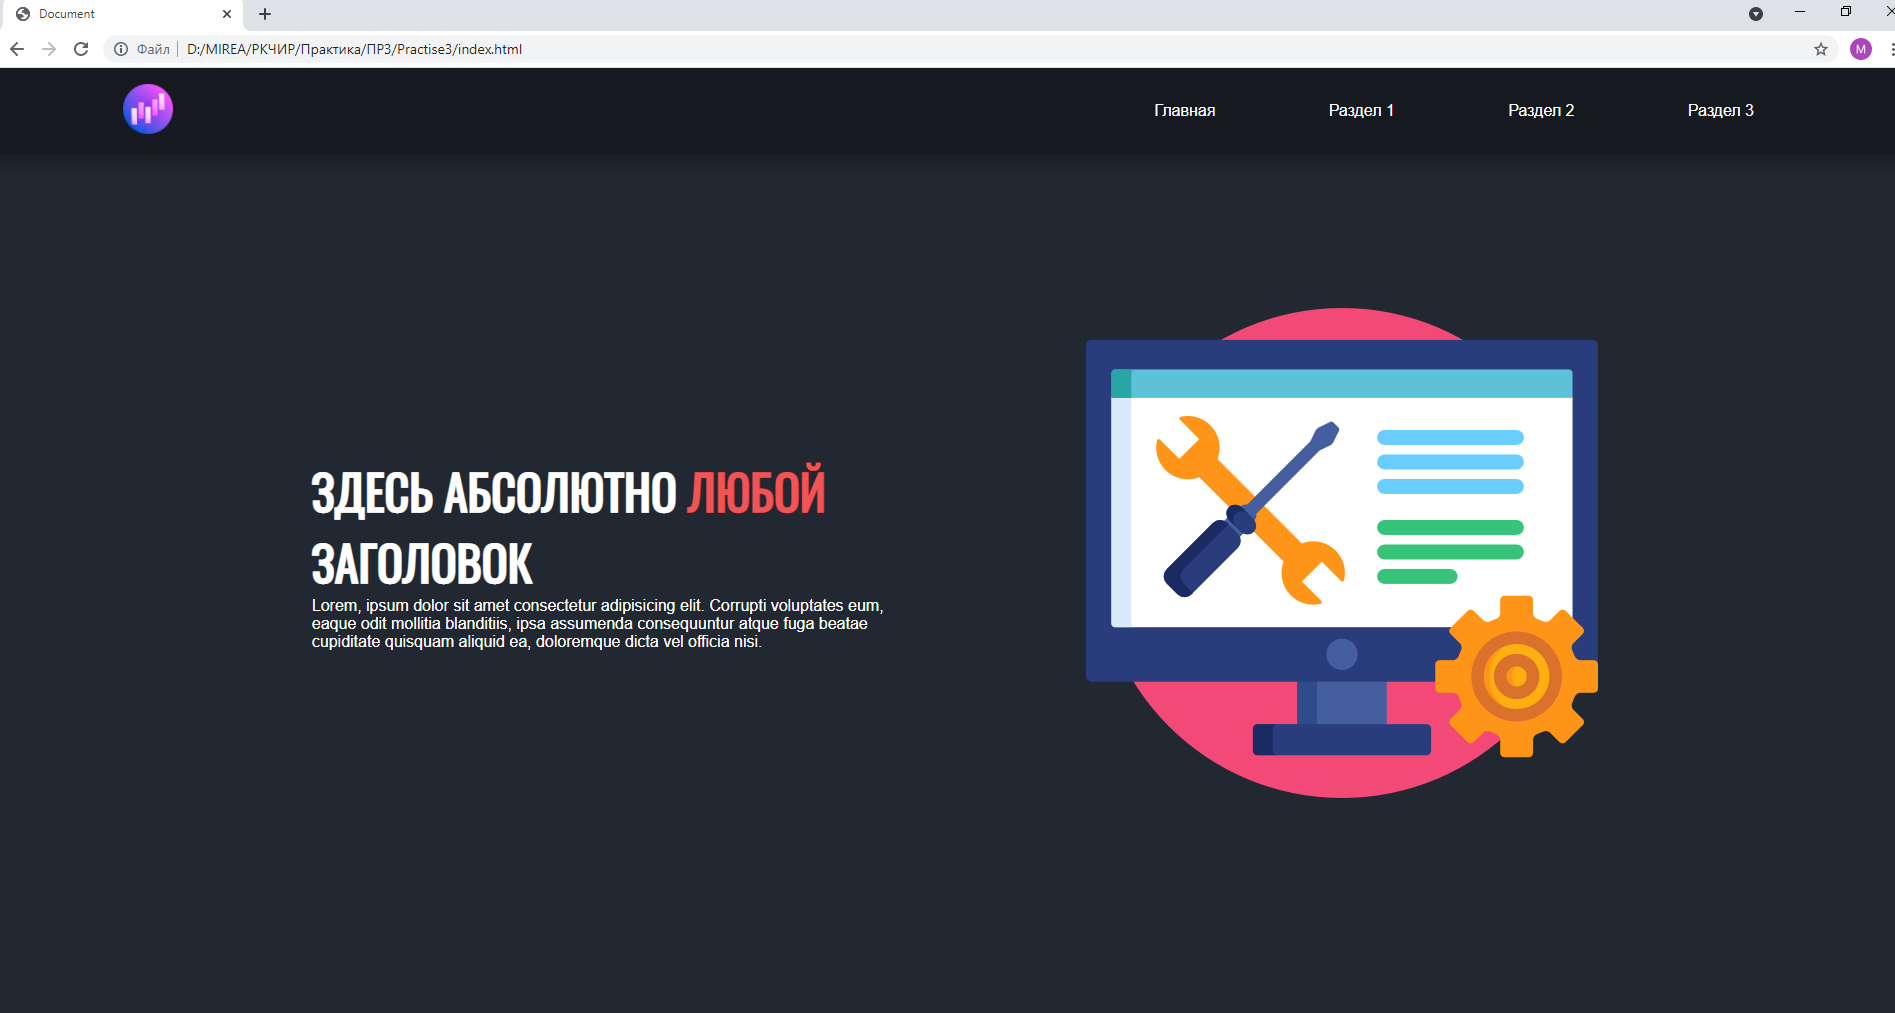 Document
Файл
D:/MIREA/РКЧИР/Практика/ПР3/Practise3/index.html
M
Главная
Раздел 1
Раздел 2
Раздел 3
ЗДЕСЬ АБСОЛЮТНО ЛЮБОЙ
ЗАГОЛОВОК
Lorem, ipsum dolor sit amet consectetur adipisicing elit. Corrupti voluptates eum,
eaque odit mollitia blanditiis, ipsa assumenda consequuntur atque fuga beatae
cupiditate quisquam aliquid ea, doloremque dicta vel officia nisi.